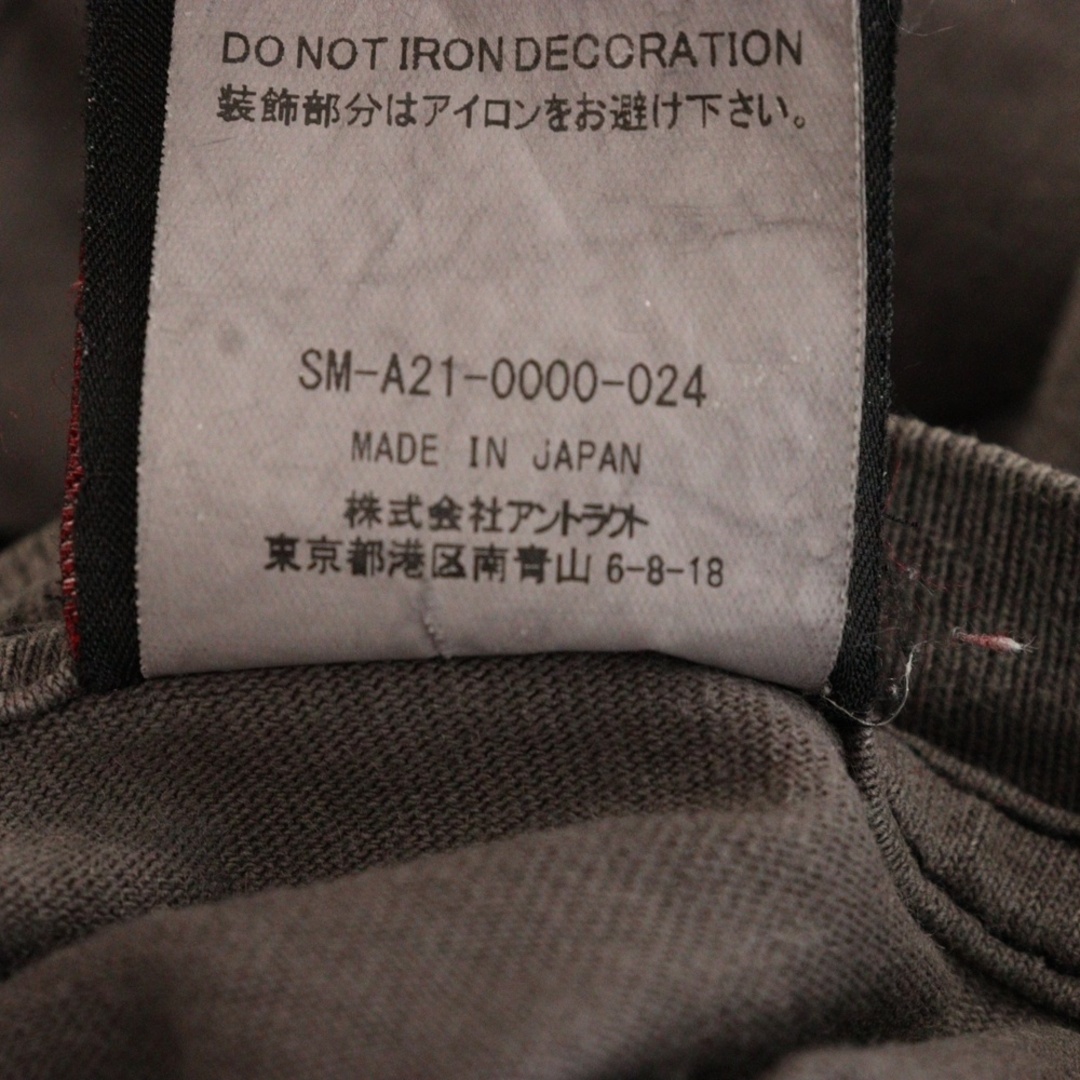 DO NOT IRON DECORATION
装飾部分はアイロンをお避け下さい。
SM-A21-0000-024
MADE IN JAPAN
株式会社アントラクト
東京都港区南青山 6-8-18